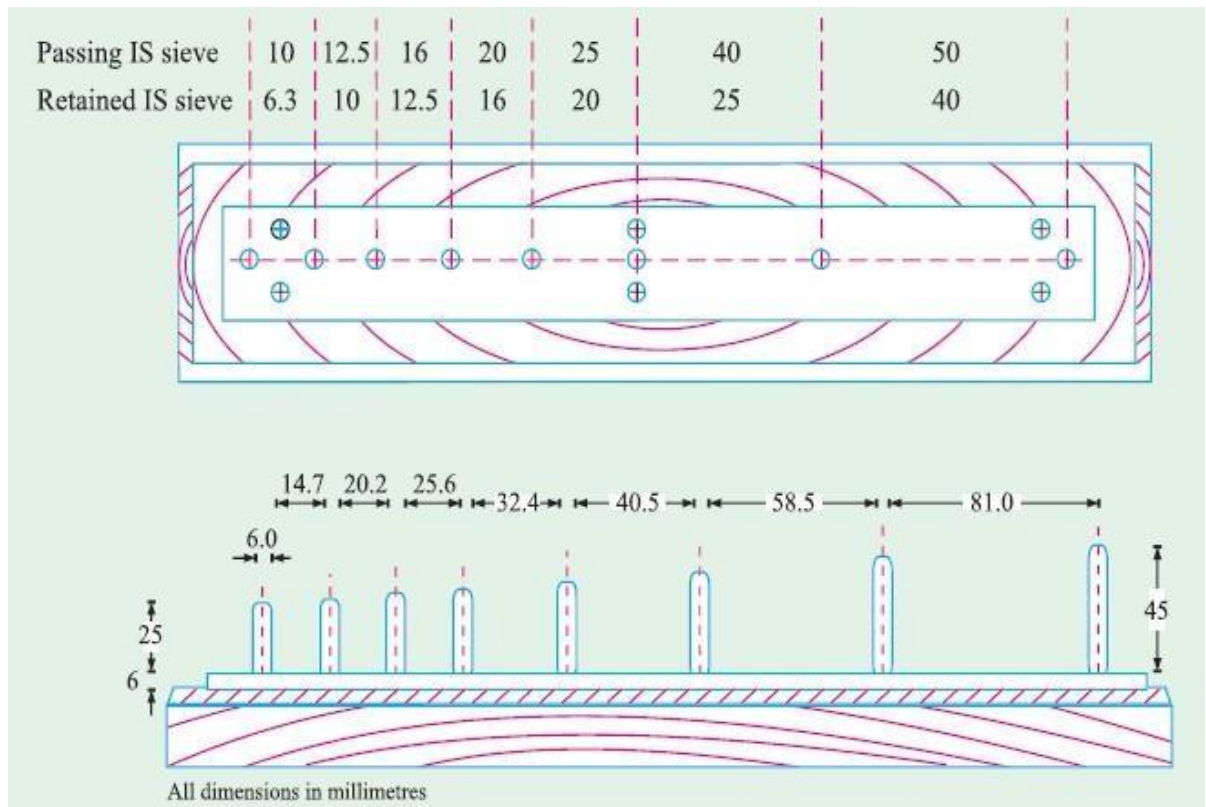 Passing IS sieve 10 12.5 16 20 25 40 50
Retained IS sieve 6.3 10 12.5 16 20 25 40
14.7 20.2 25.6 32.4 40.5 58.5 81.0
6.0
25
45
6
All dimensions in millimetres